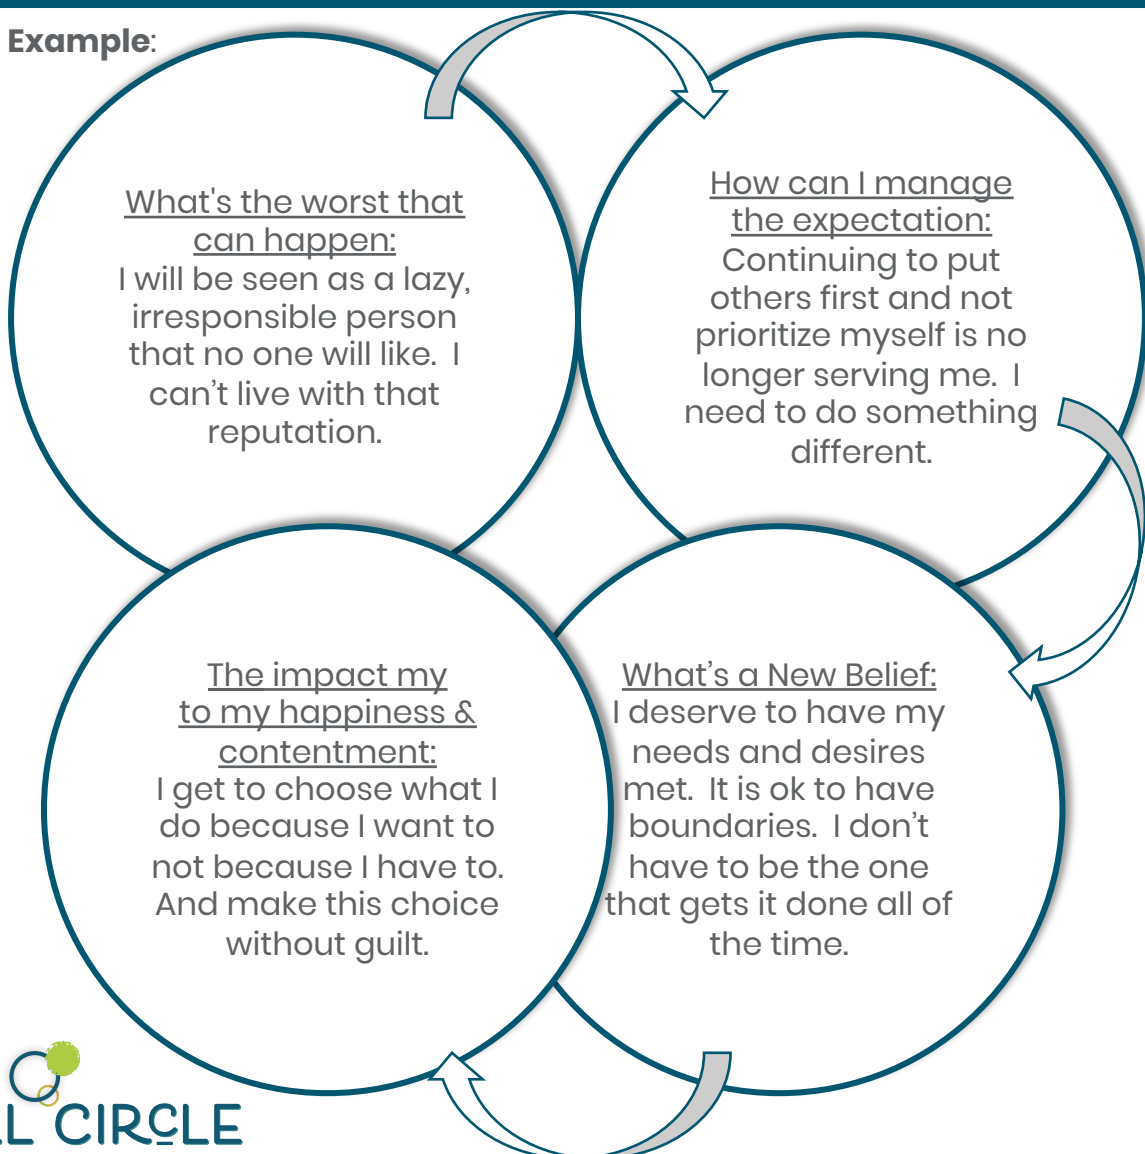 Example:
What's the worst that
can happen:
I will be seen as a lazy,
irresponsible person
that no one will like.  I
can't live with that
reputation.
How can I manage
the expectation:
Continuing to put
others first and not
prioritize myself is no
longer serving me.  I
need to do something
different.
What's a New Belief:
I deserve to have my
needs and desires
met.  It is ok to have
boundaries.  I don't
have to be the one
that gets it done all of
the time.
The impact my
to my happiness &
contentment:
I get to choose what I
do because I want to
not because I have to.
And make this choice
without guilt.
CIRCLE